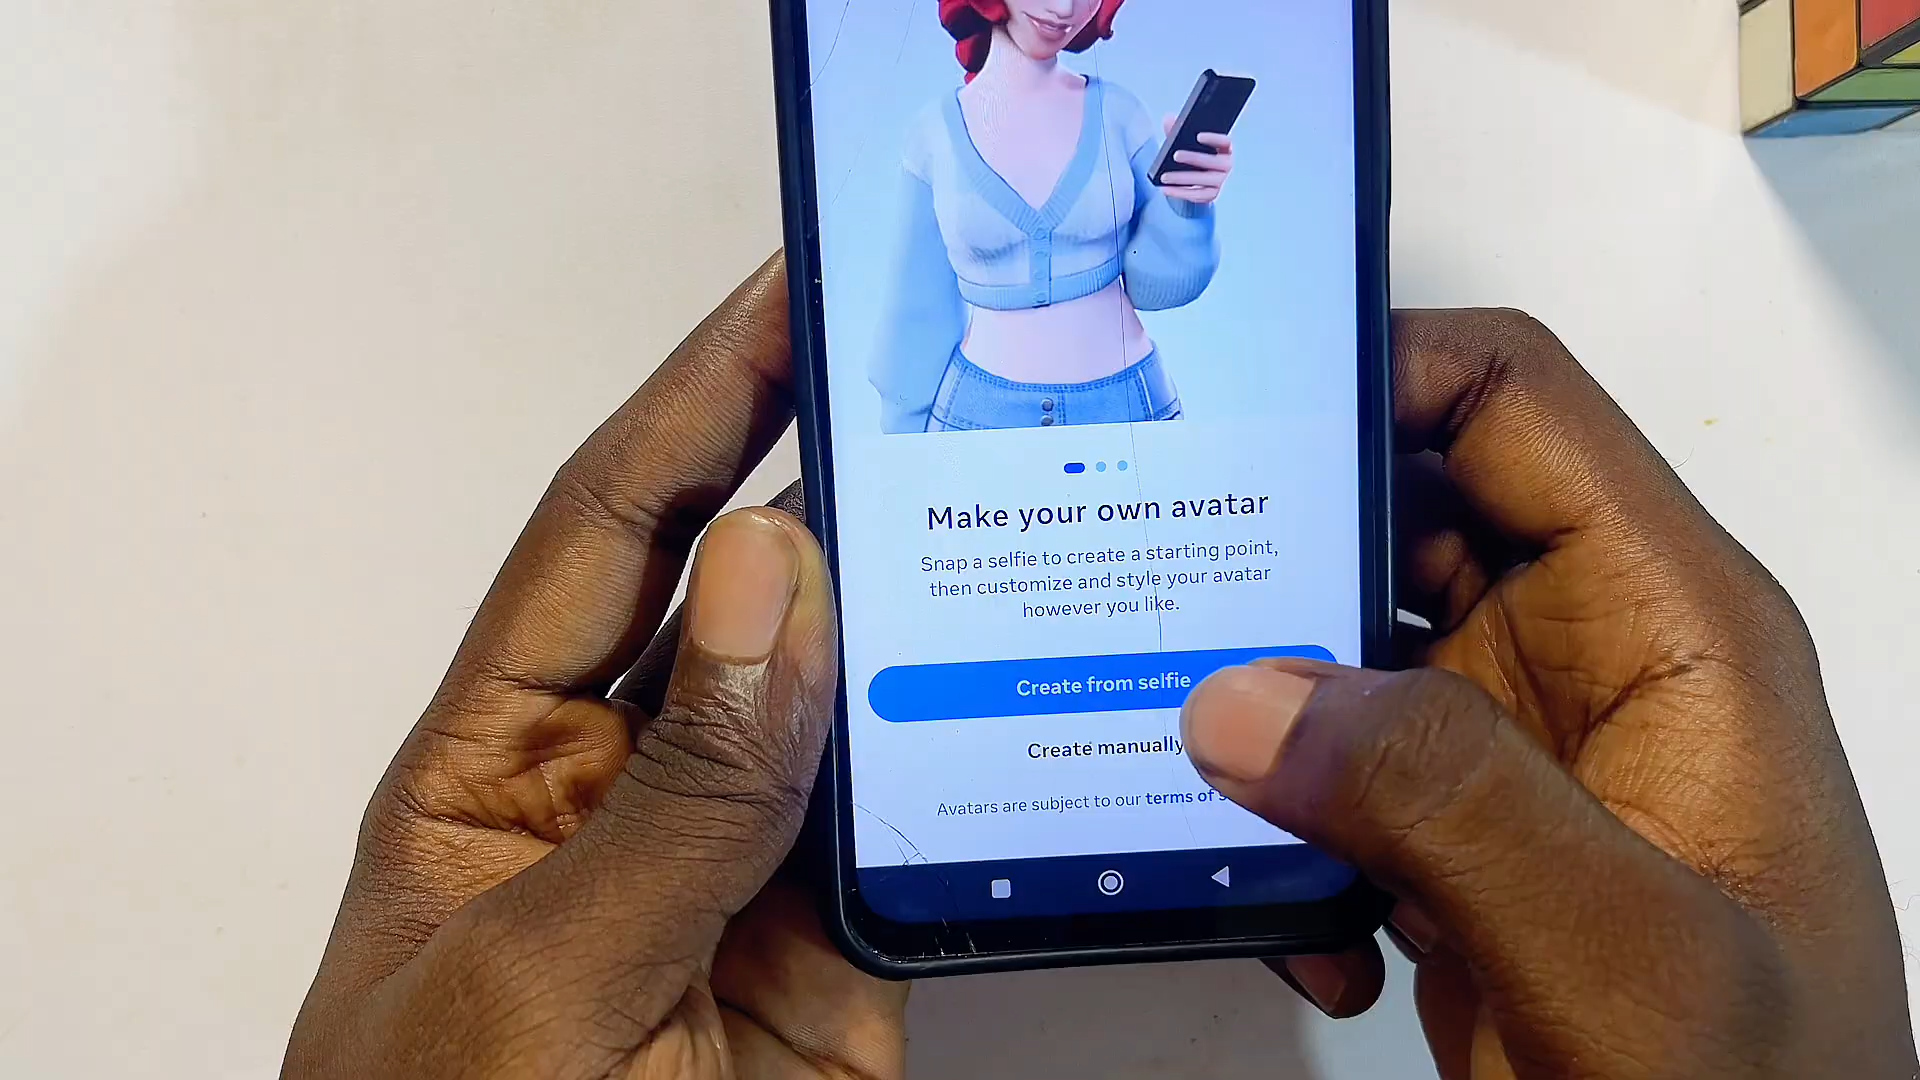 Make your own avatar
Snap a selfie to create a starting point,
then customize and style your avatar
however you like.
Create from selfie
Create manually
Avatars are subject to our terms of